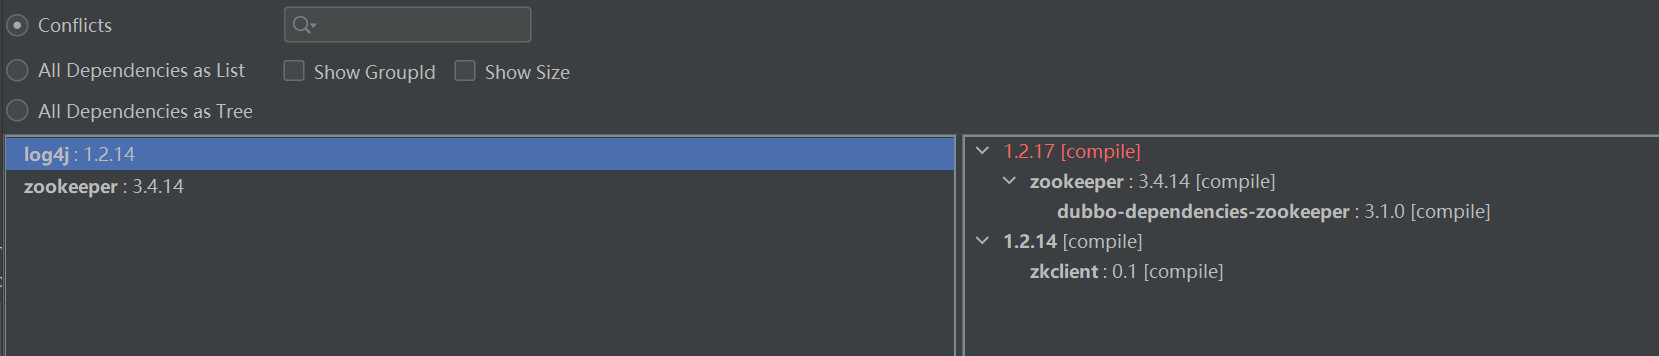 Conflicts
All Dependencies as List
Show GroupId
Show Size
All Dependencies as Tree
log4j : 1.2.14
zookeeper : 3.4.14
1.2.17 [compile]
zookeeper : 3.4.14 [compile]
dubbo-dependencies-zookeeper : 3.1.0 [compile]
1.2.14 [compile]
zkclient : 0.1 [compile]